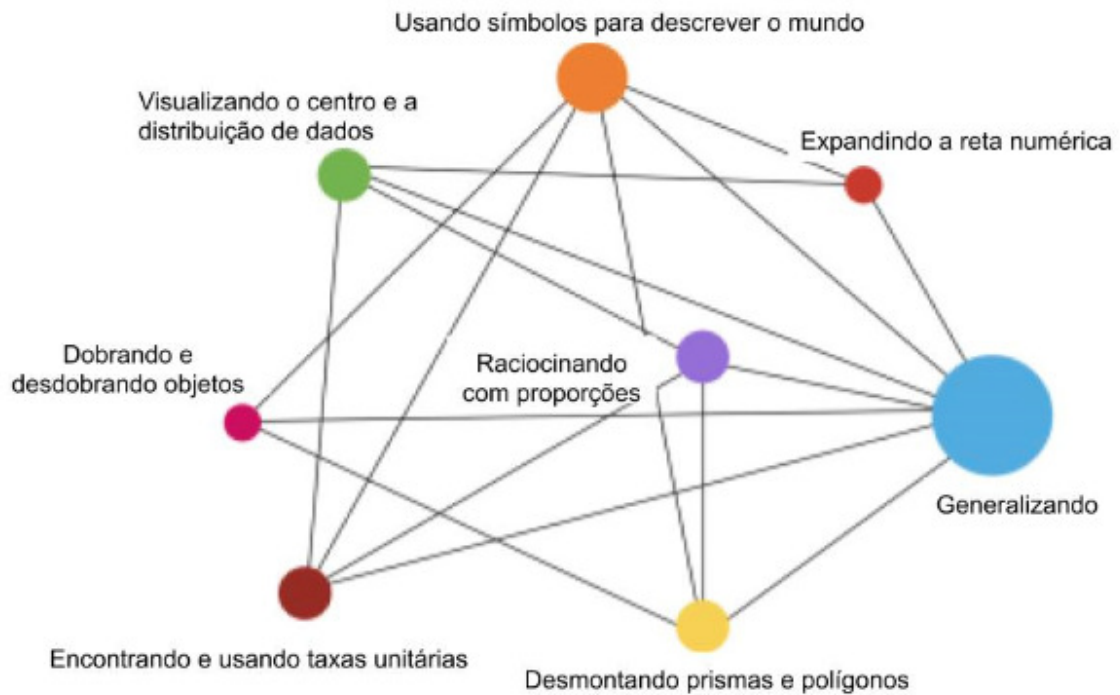 Usando símbolos para descrever o mundo
Visualizando o centro e a
distribuição de dados
Expandindo a reta numérica
Dobrando e
desdobrando objetos
Raciocinando
com proporções
Generalizando
Encontrando e usando taxas unitárias
Desmontando prismas e polígonos